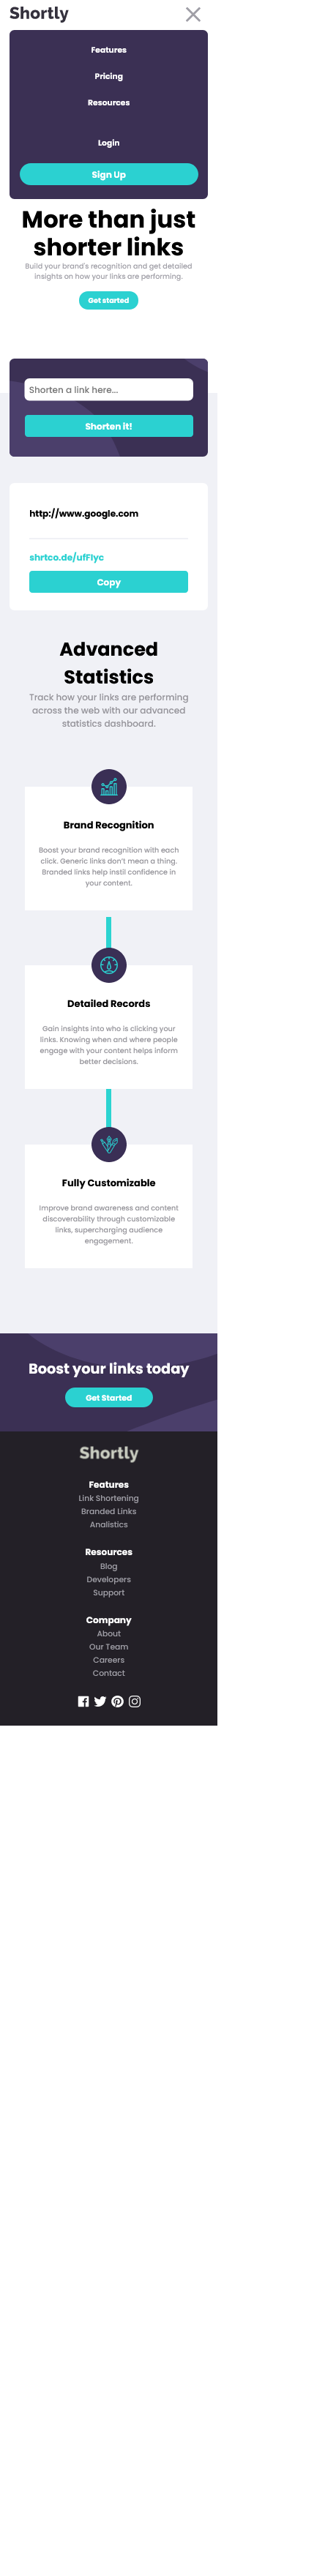 Shortly
Features
Pricing
Resources
Login
Sign Up
More than just
shorter links
Build your brand's recognition and get detailed
insights on how your links are performing.
Get started
Shorten a link here...
Shorten it!
http://www.google.com
shrtco.de/ufFIyc
Copy
Advanced
Statistics
Track how your links are performing
across the web with our advanced
statistics dashboard.
Brand Recognition
Boost your brand recognition with each
click. Generic links don't mean a thing.
Branded links help instil confidence in
your content.
Detailed Records
Gain insights into who is clicking your
links. Knowing when and where people
engage with your content helps inform
better decisions.
Fully Customizable
Improve brand awareness and content
discoverability through customizable
links, supercharging audience
engagement.
Boost your links today
Get Started
Shortly
Features
Link Shortening
Branded Links
Analistics
Resources
Blog
Developers
Support
Company
About
Our Team
Careers
Contact